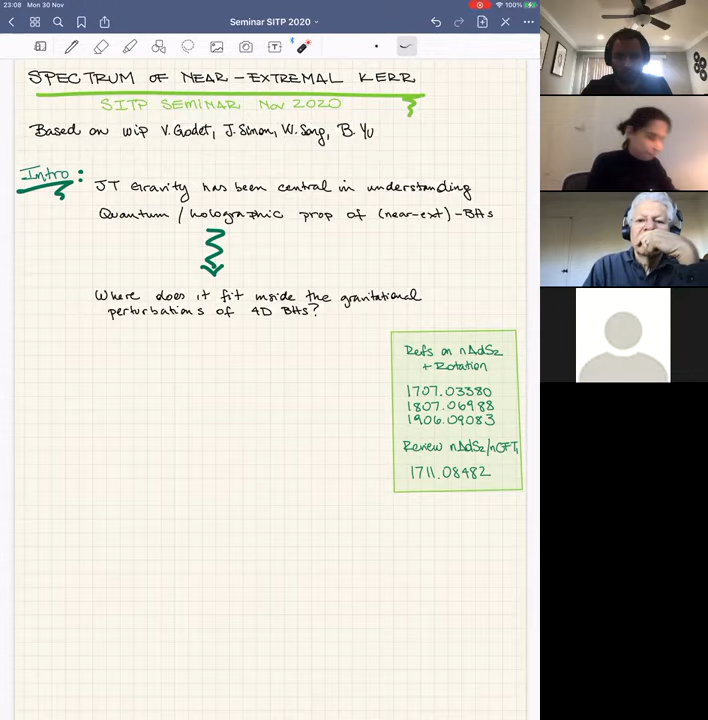 23:08 Mon 30 Nov
100%
Seminar SITP 2020
SPECTRUM OF NEAR-EXTREMAL KERR
SITP SEMINAR Nov 2020
Based on wip V. Godet, J. Simon, W. Song, B. Yu
Intro:
JT Gravity has been central in understanding
Quantum / holographic prop of (near-ext)-BHs
Where does it fit inside the gravitational
perturbations of 4D BHs?
Refs on nAdS2
+ Rotation
1707.03380
1807.06988
1906.09083
Review nAdS2/nCFT1
1711.08482